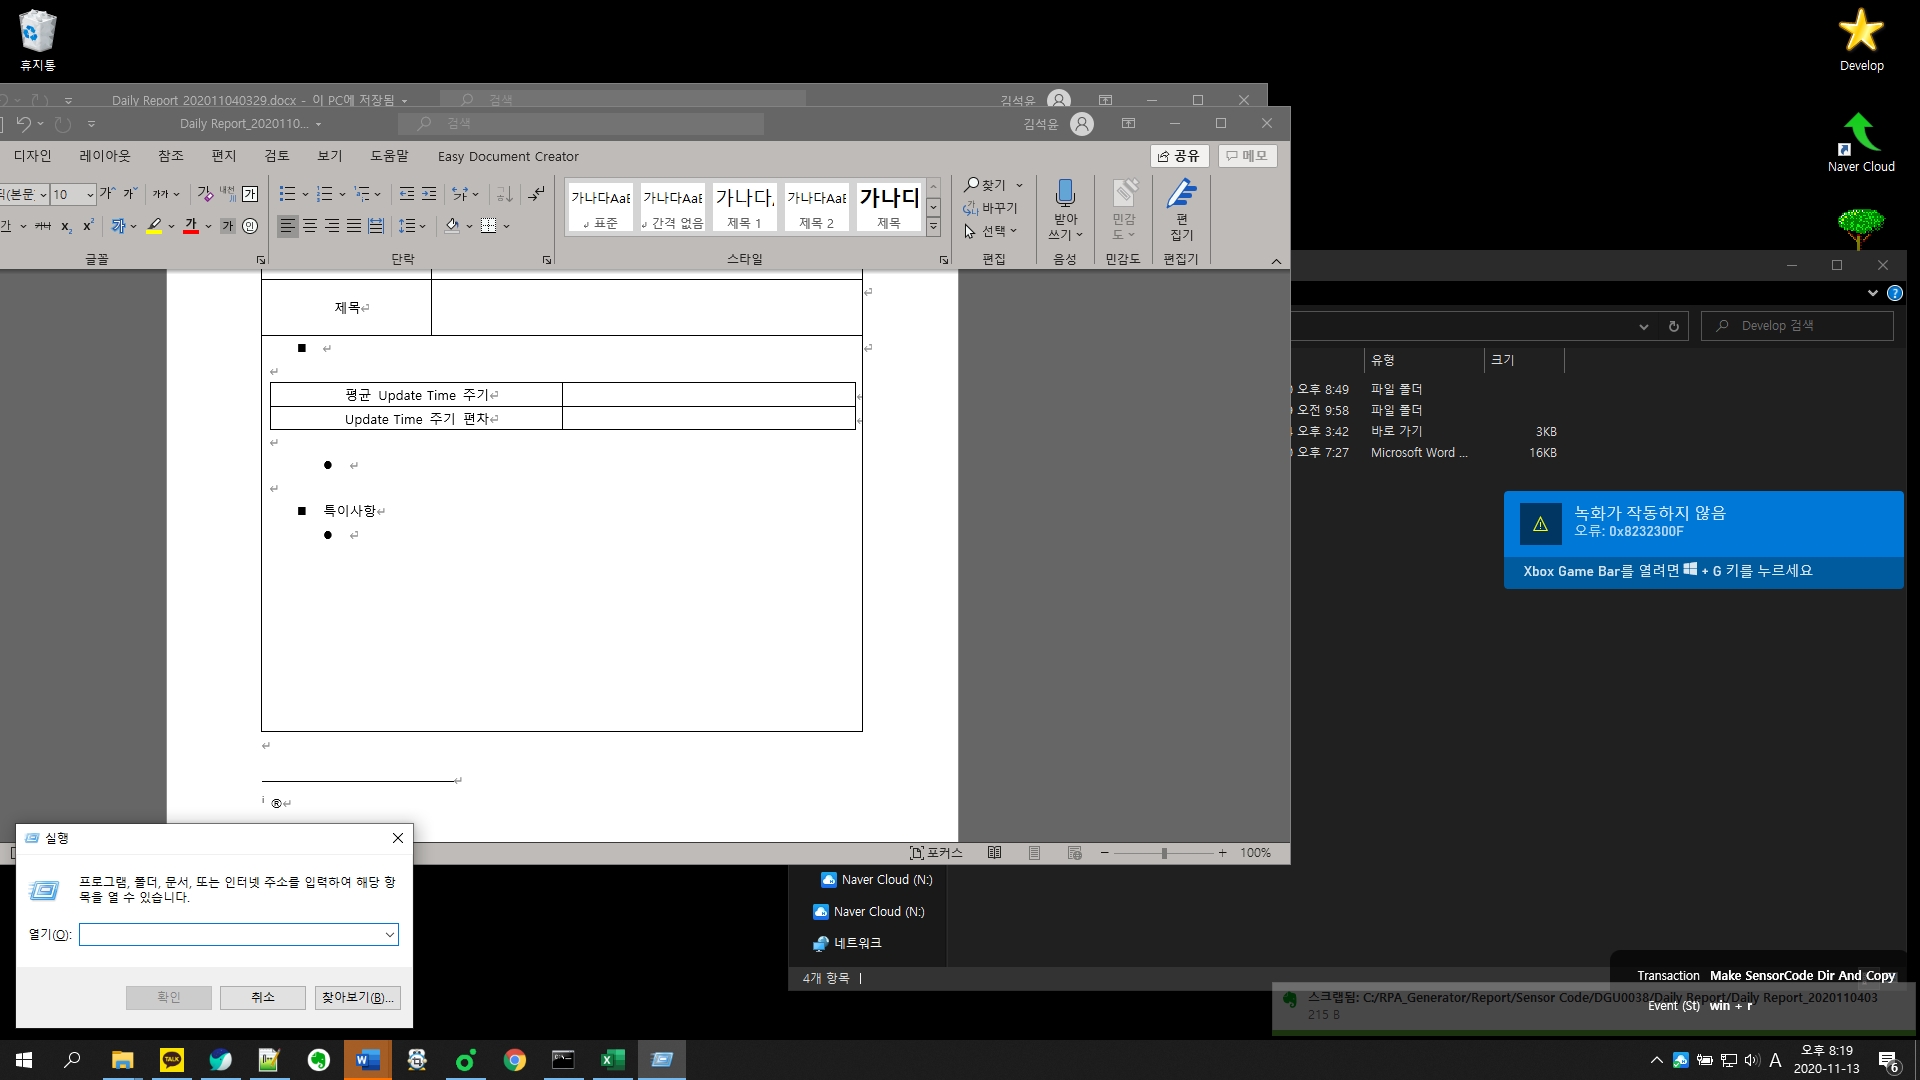 휴지통
Develop
Naver Cloud
Daily Report_202011040329.docx - 이 PC에 저장됨
검색
김석윤
Daily Report_2020110...
검색
김석윤
디자인 레이아웃 참조 편지 검토 보기 도움말 Easy Document Creator
공유 메모
10
가나다AaE 가나다AaE 가나다, 가나다AaE 가나디
표준 간격 없음 제목 1 제목 2 제목
찾기
바꾸기
선택
받아
쓰기
민감
도
편
집기
글꼴 단락 스타일 편집 음성 민감도 편집기
제목
평균 Update Time 주기
Update Time 주기 편차
특이사항
i ®
포커스
100%
Develop 검색
유형 크기
오후 8:49 파일 폴더
오전 9:58 파일 폴더
오후 3:42 바로 가기 3KB
오후 7:27 Microsoft Word ... 16KB
녹화가 작동하지 않음
오류: 0x8232300F
Xbox Game Bar를 열려면 + G 키를 누르세요
실행
프로그램, 폴더, 문서, 또는 인터넷 주소를 입력하여 해당 항
목을 열 수 있습니다.
열기(O):
확인 취소 찾아보기(B)...
Naver Cloud (N:)
Naver Cloud (N:)
네트워크
4개 항목
Transaction Make SensorCode Dir And Copy
스크랩됨: C:/RPA_Generator/Report/Sensor Code/DGU0038/Daily Report/Daily Report_2020110403
Event (St) win + r
215 B
TALK
A
오후 8:19
2020-11-13
6